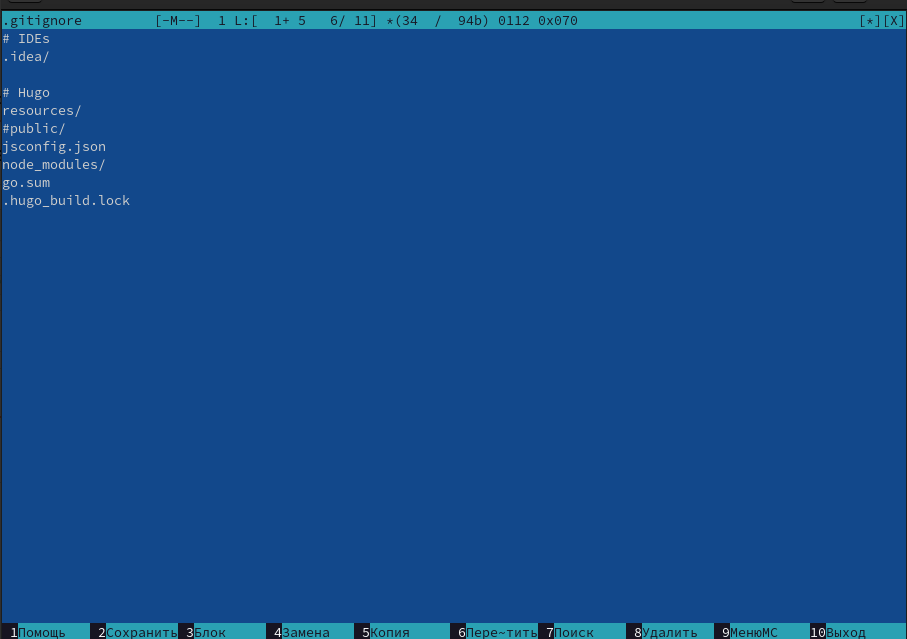 .gitignore [-M--] 1 L:[ 1+ 5 6/ 11] *(34 / 94b) 0112 0x070 [*][X]
# IDEs
.idea/
# Hugo
resources/
#public/
jsconfig.json
node_modules/
go.sum
.hugo_build.lock
1Помощь 2Сохранить 3Блок 4Замена 5Копия 6Пере~тить 7Поиск 8Удалить 9МенюMC 10Выход